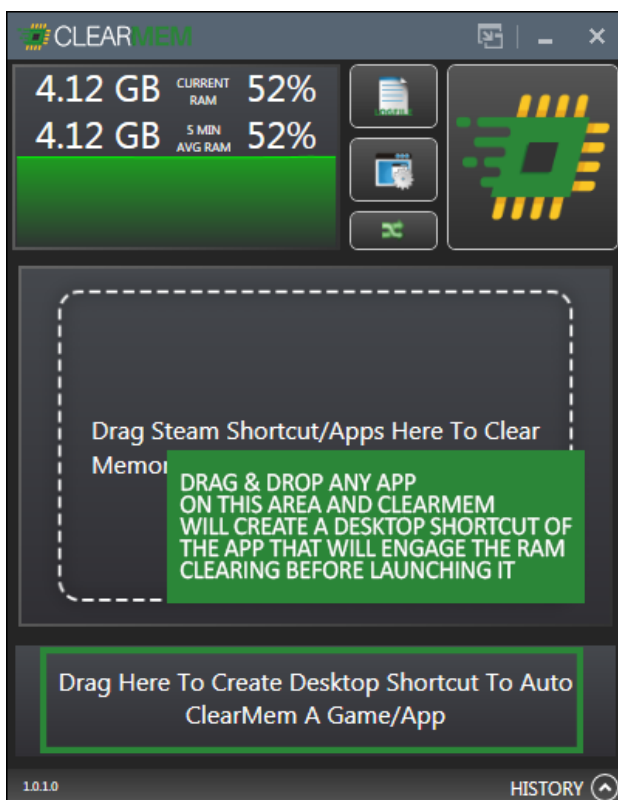 CLEARMEM
4.12 GB CURRENT RAM 52%
4.12 GB 5 MIN AVG RAM 52%
LOGFILE
Drag Steam Shortcut/Apps Here To Clear
DRAG & DROP ANY APP
ON THIS AREA AND CLEARMEM
WILL CREATE A DESKTOP SHORTCUT OF
THE APP THAT WILL ENGAGE THE RAM
CLEARING BEFORE LAUNCHING IT
Drag Here To Create Desktop Shortcut To Auto
ClearMem A Game/App
1.0.1.0
HISTORY